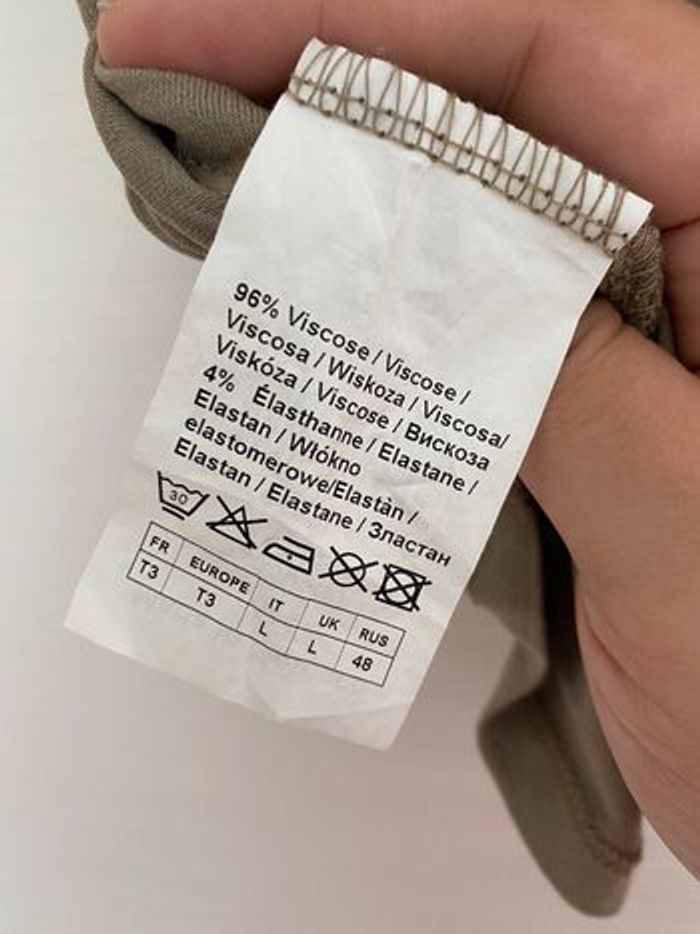 96% Viscose / Viscose /
Viscosa / Wiskoza / Viscosa/
Viskóza / Viscose / Вискоза
4% Élasthanne / Elastane /
Elastan / Włókno
elastomerowe/Elastàn /
Elastan / Elastane / Эластан
30
FR EUROPE IT UK RUS
T3 T3 L L 48